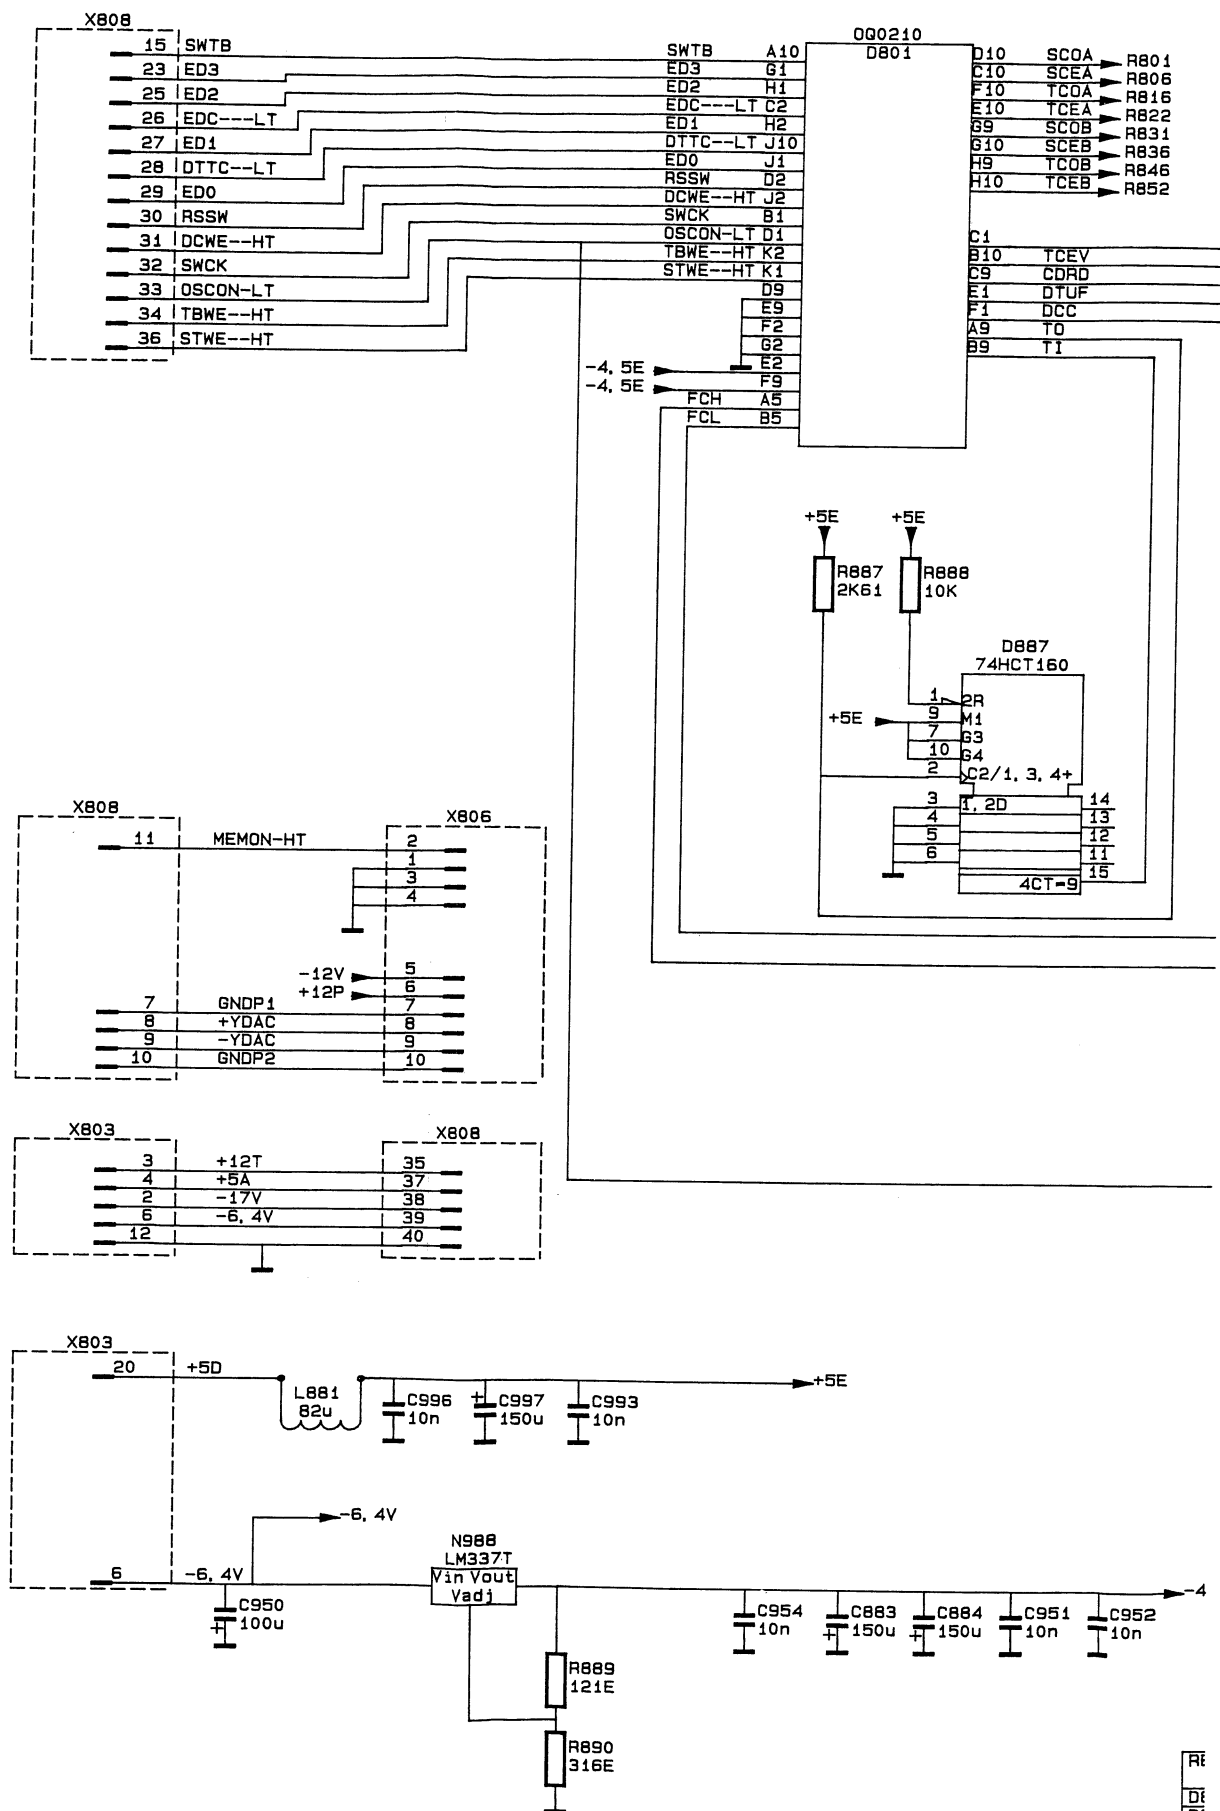 X808
15 SWTB
23 ED3
25 ED2
26 EDC---LT
27 ED1
28 DTTC--LT
29 ED0
30 RSSW
31 DCWE--HT
32 SWCK
33 OSCON-LT
34 TBWE--HT
36 STWE--HT
OQ0210
D801
SWTB A10
ED3 G1
ED2 H1
EDC---LT C2
ED1 H2
DTTC--LT J10
ED0 J1
RSSW D2
DCWE--HT J2
SWCK B1
OSCON-LT D1
TBWE--HT K2
STWE--HT K1
D9
E9
F2
G2
-4,5E E2
-4,5E F9
FCH A5
FCL B5
D10 SCOA R801
C10 SCEA R806
F10 TCOA R816
E10 TCEA R822
G9 SCOB R831
G10 SCEB R836
H9 TCOB R846
H10 TCEB R852
C1
B10 TCEV
C9 CDRD
E1 DTUF
F1 DCC
A9 TO
B9 TI
+5E +5E
R887 R888
2K61 10K
D887
74HCT160
1 2R
+5E 9 M1
7 G3
10 G4
2 C2/1,3,4+
3 1,2D 14
4 13
5 12
6 11
4CT=9 15
X808 X806
11 MEMON-HT 2
1
3
4
-12V 5
+12P 6
7 GNDP1 7
8 +YDAC 8
9 -YDAC 9
10 GNDP2 10
X803 X808
3 +12T 35
4 +5A 37
2 -17V 38
6 -6,4V 39
12 40
X803
20 +5D
L881
82u
C996
10n
+ C997
150u
C993
10n
+5E
-6,4V
6 -6,4V
N988
LM337T
Vin Vout
Vadj
C950
+ 100u
C954
10n
C883
+ 150u
C884
+ 150u
C951
10n
C952
10n
-4
R889
121E
R890
316E